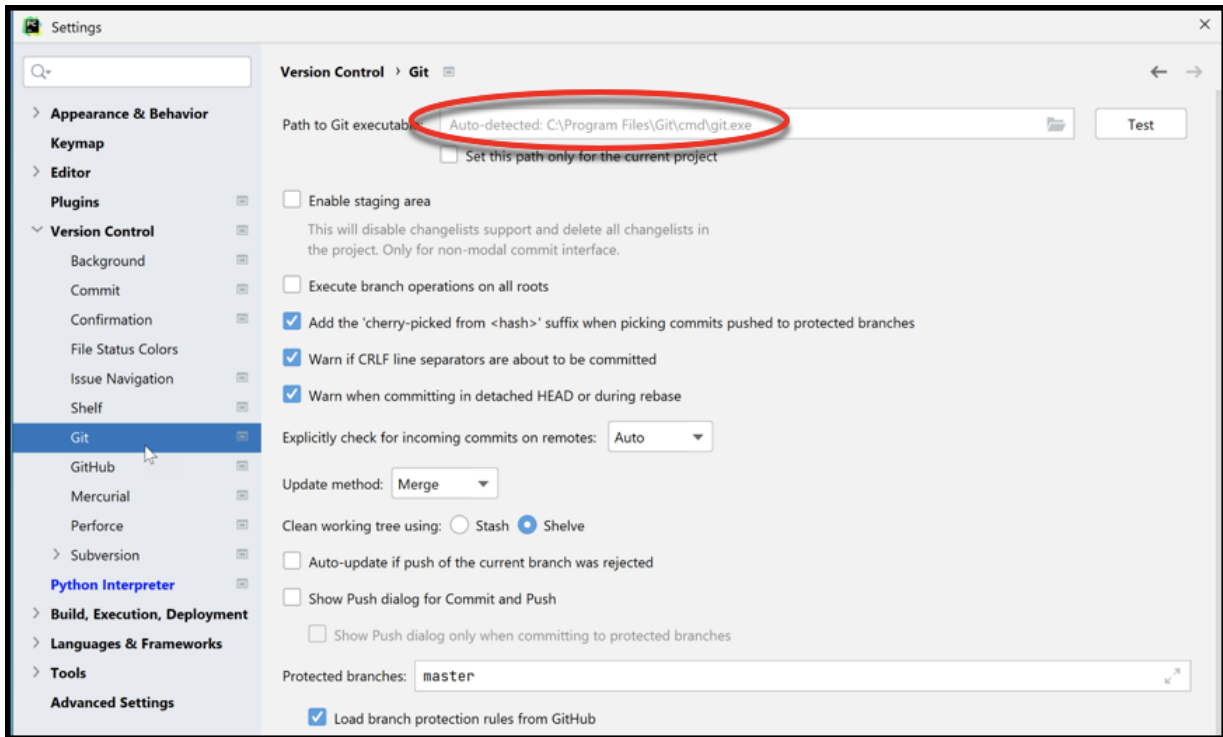 Settings
Appearance & Behavior
Keymap
Editor
Plugins
Version Control
Background
Commit
Confirmation
File Status Colors
Issue Navigation
Shelf
Git
GitHub
Mercurial
Perforce
Subversion
Python Interpreter
Build, Execution, Deployment
Languages & Frameworks
Tools
Advanced Settings
Version Control › Git
Path to Git executable: Auto-detected: C:\Program Files\Git\cmd\git.exe Test
Set this path only for the current project
Enable staging area
This will disable changelists support and delete all changelists in
the project. Only for non-modal commit interface.
Execute branch operations on all roots
Add the 'cherry-picked from <hash>' suffix when picking commits pushed to protected branches
Warn if CRLF line separators are about to be committed
Warn when committing in detached HEAD or during rebase
Explicitly check for incoming commits on remotes: Auto
Update method: Merge
Clean working tree using: Stash Shelve
Auto-update if push of the current branch was rejected
Show Push dialog for Commit and Push
Show Push dialog only when committing to protected branches
Protected branches: master
Load branch protection rules from GitHub